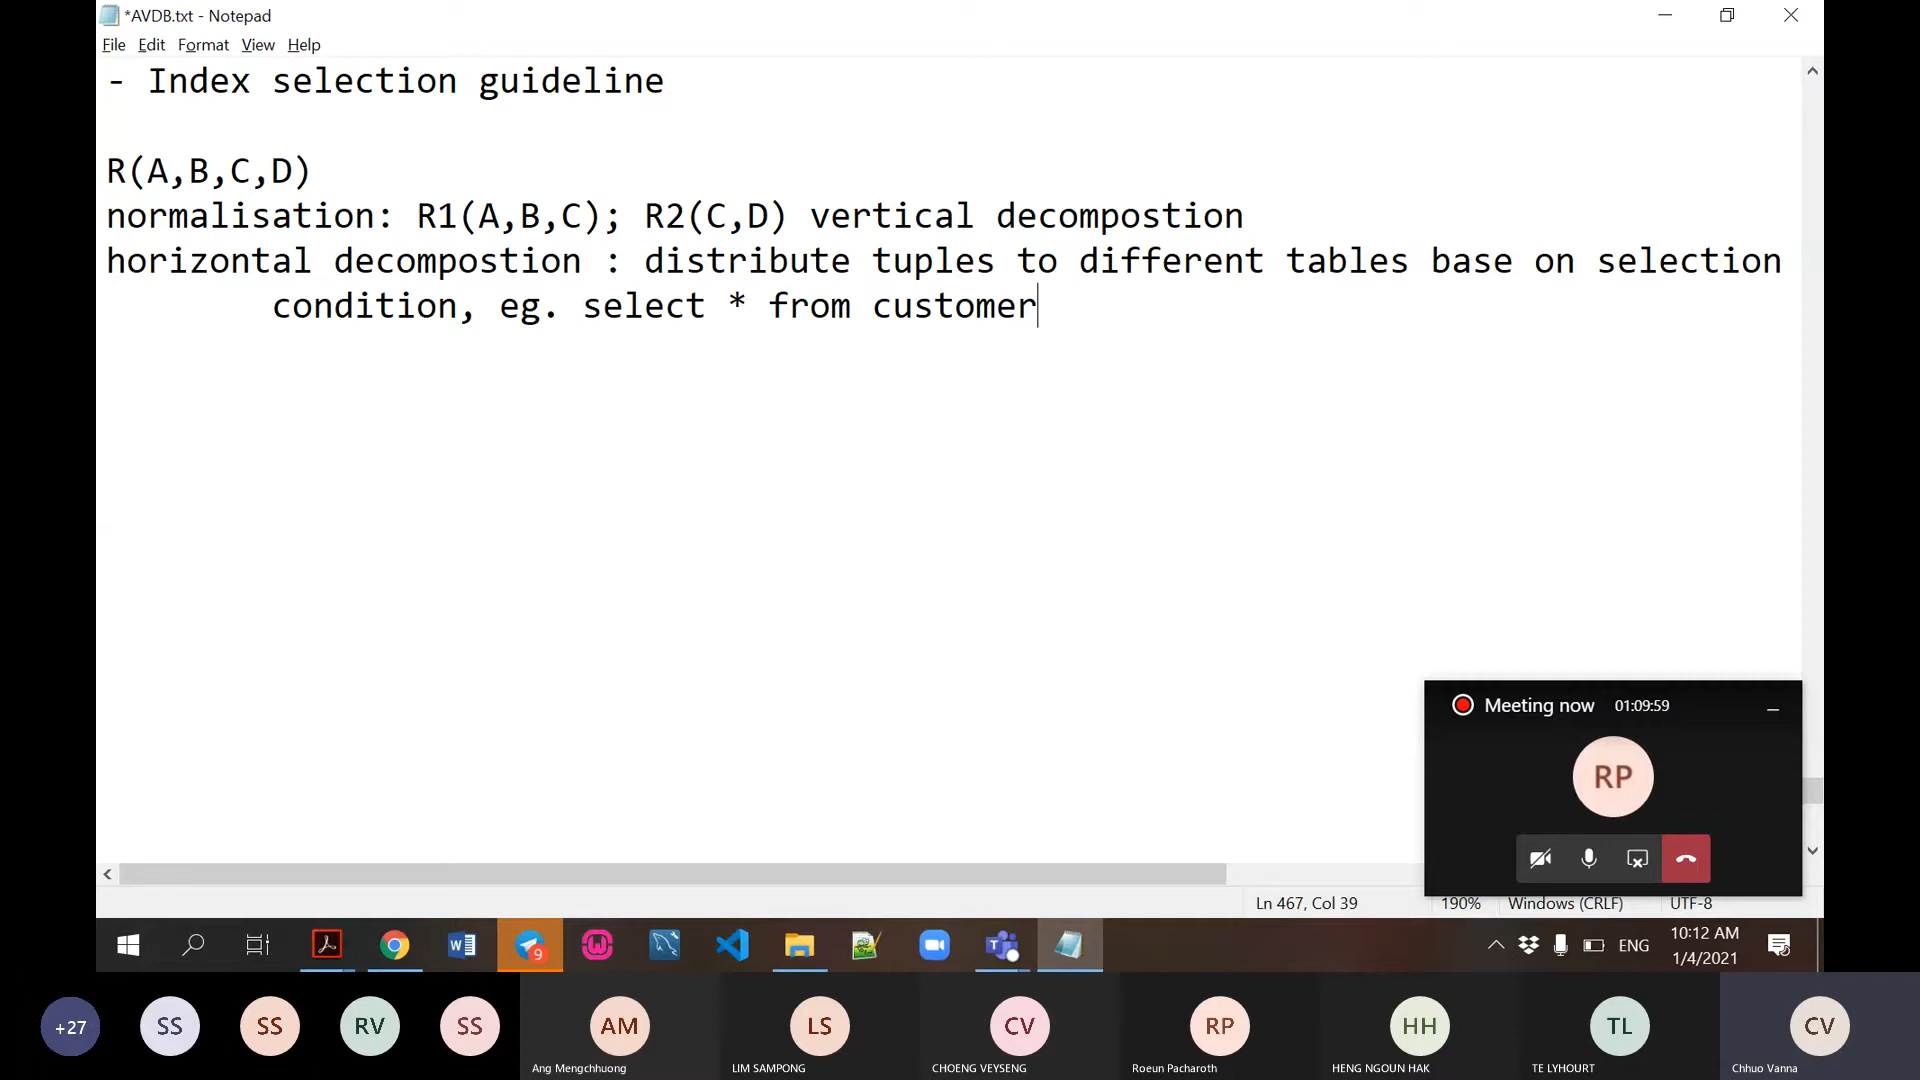 *AVDB.txt - Notepad
File Edit Format View Help
- Index selection guideline
R(A,B,C,D)
normalisation: R1(A,B,C); R2(C,D) vertical decompostion
horizontal decompostion : distribute tuples to different tables base on selection
condition, eg. select * from customer
Meeting now 01:09:59
RP
Ln 467, Col 39 190% Windows (CRLF) UTF-8
9
ENG
10:12 AM
1/4/2021
+27 SS SS RV SS AM LS CV RP HH TL CV
Ang Mengchhuong LIM SAMPONG CHOENG VEYSENG Roeun Pacharoth HENG NGOUN HAK TE LYHOURT Chhuo Vanna